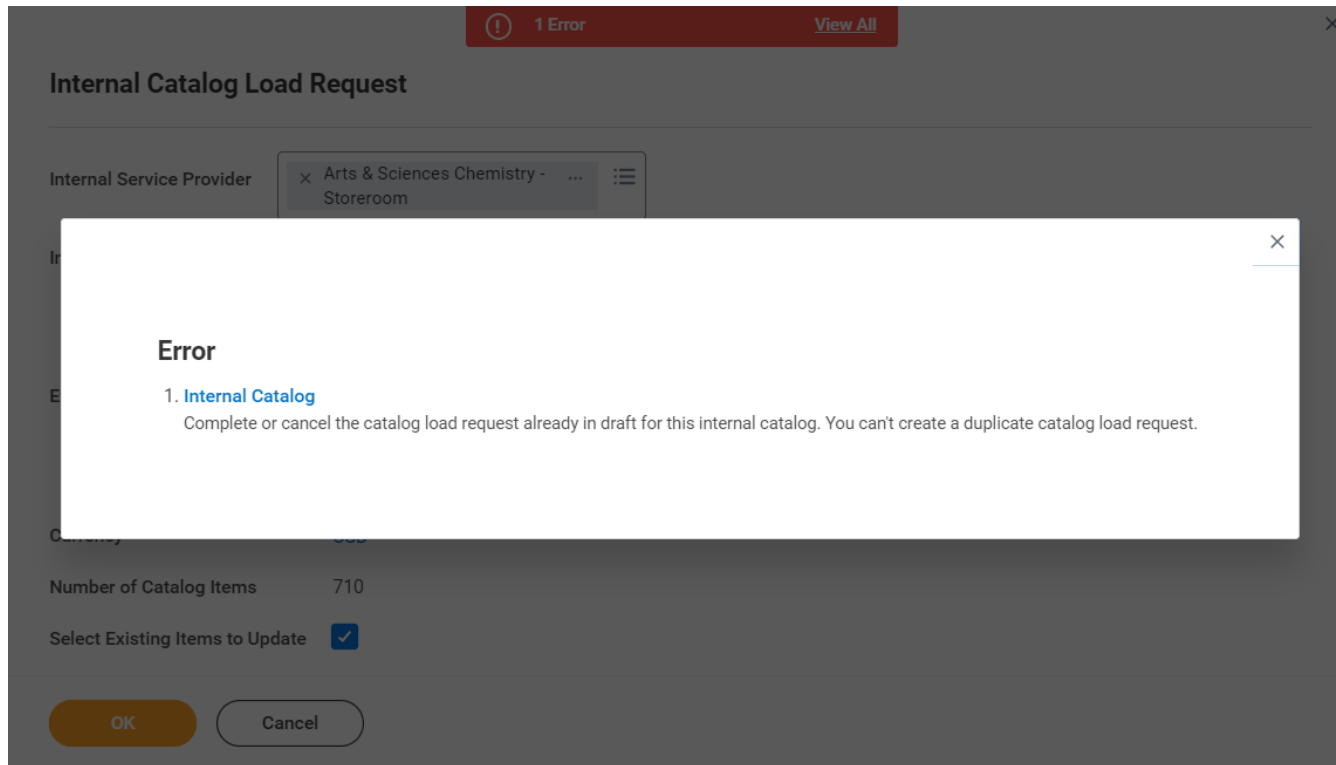 1 Error View All
Internal Catalog Load Request
Internal Service Provider
Arts & Sciences Chemistry - ...
Storeroom
Error
1. Internal Catalog
Complete or cancel the catalog load request already in draft for this internal catalog. You can't create a duplicate catalog load request.
Number of Catalog Items 710
Select Existing Items to Update
OK Cancel